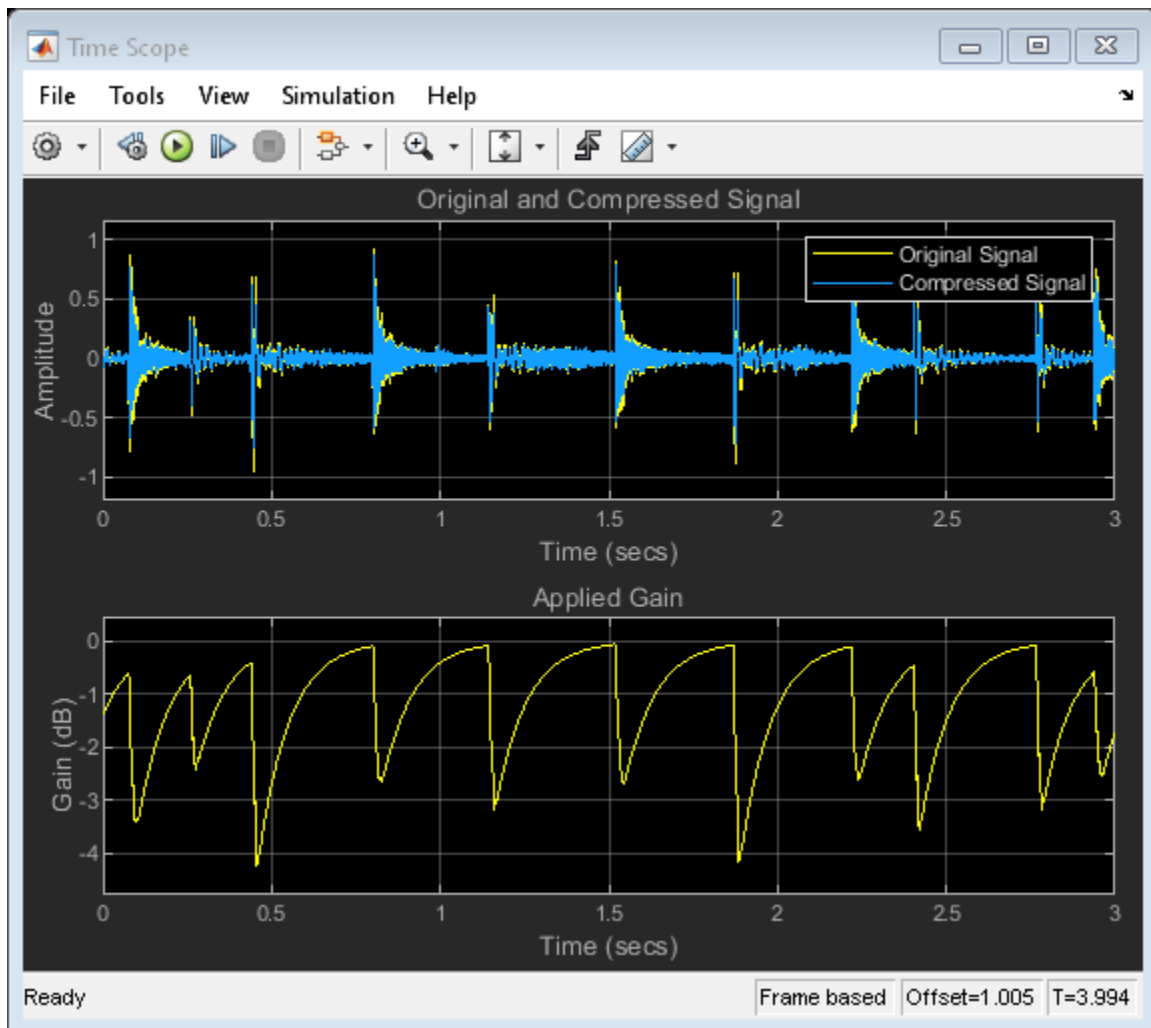 Time Scope
File Tools View Simulation Help
Original and Compressed Signal
Original Signal
Compressed Signal
Amplitude
1
0.5
0
-0.5
-1
0 0.5 1 1.5 2 2.5 3
Time (secs)
Applied Gain
Gain (dB)
0
-1
-2
-3
-4
0 0.5 1 1.5 2 2.5 3
Time (secs)
Ready Frame based Offset=1.005 T=3.994